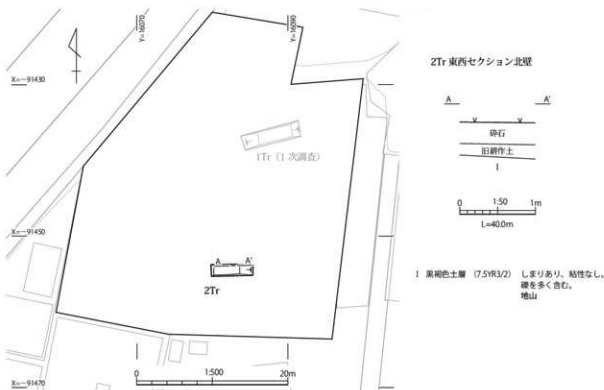 Y=16070
Y=16090
X=-91430
1Tr（1次調査）
X=-91450
A A'
2Tr
X=-91470
0 1:500 20m
2Tr 東西セクション北壁
A A'
砕石
旧耕作土
1
0 1:50 1m
L=40.0m
1 黒褐色土層 (7.5YR3/2) しまりあり、粘性なし。
礫を多く含む。
地山